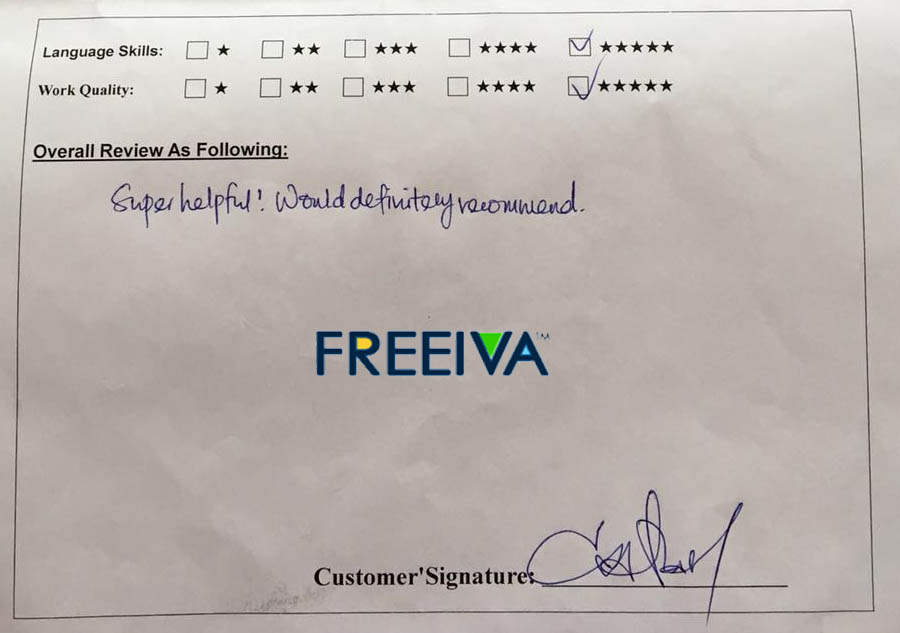 Language Skills: ☐ ★ ☐ ★★ ☐ ★★★ ☐ ★★★★ ☑ ★★★★★
Work Quality: ☐ ★ ☐ ★★ ☐ ★★★ ☐ ★★★★ ☑ ★★★★★
Overall Review As Following:
Super helpful! Would definitely recommend.
FREEIVA™
Customer'Signature: